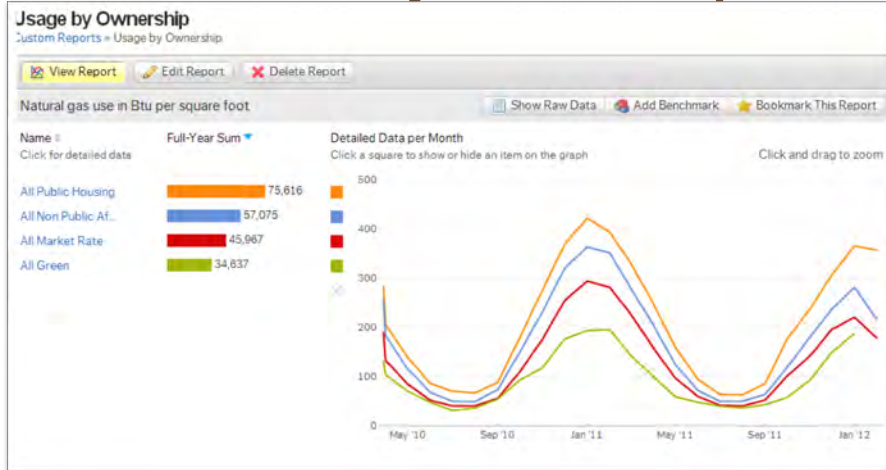 Usage by Ownership
Custom Reports » Usage by Ownership
View Report Edit Report Delete Report
Natural gas use in Btu per square foot Show Raw Data Add Benchmark Bookmark This Report
Name Full-Year Sum Detailed Data per Month
Click for detailed data Click a square to show or hide an item on the graph Click and drag to zoom
500
All Public Housing 75,616
All Non Public Af... 57,075
400
All Market Rate 45,967
All Green 34,637
300
200
100
0
May '10 Sep '10 Jan '11 May '11 Sep '11 Jan '12